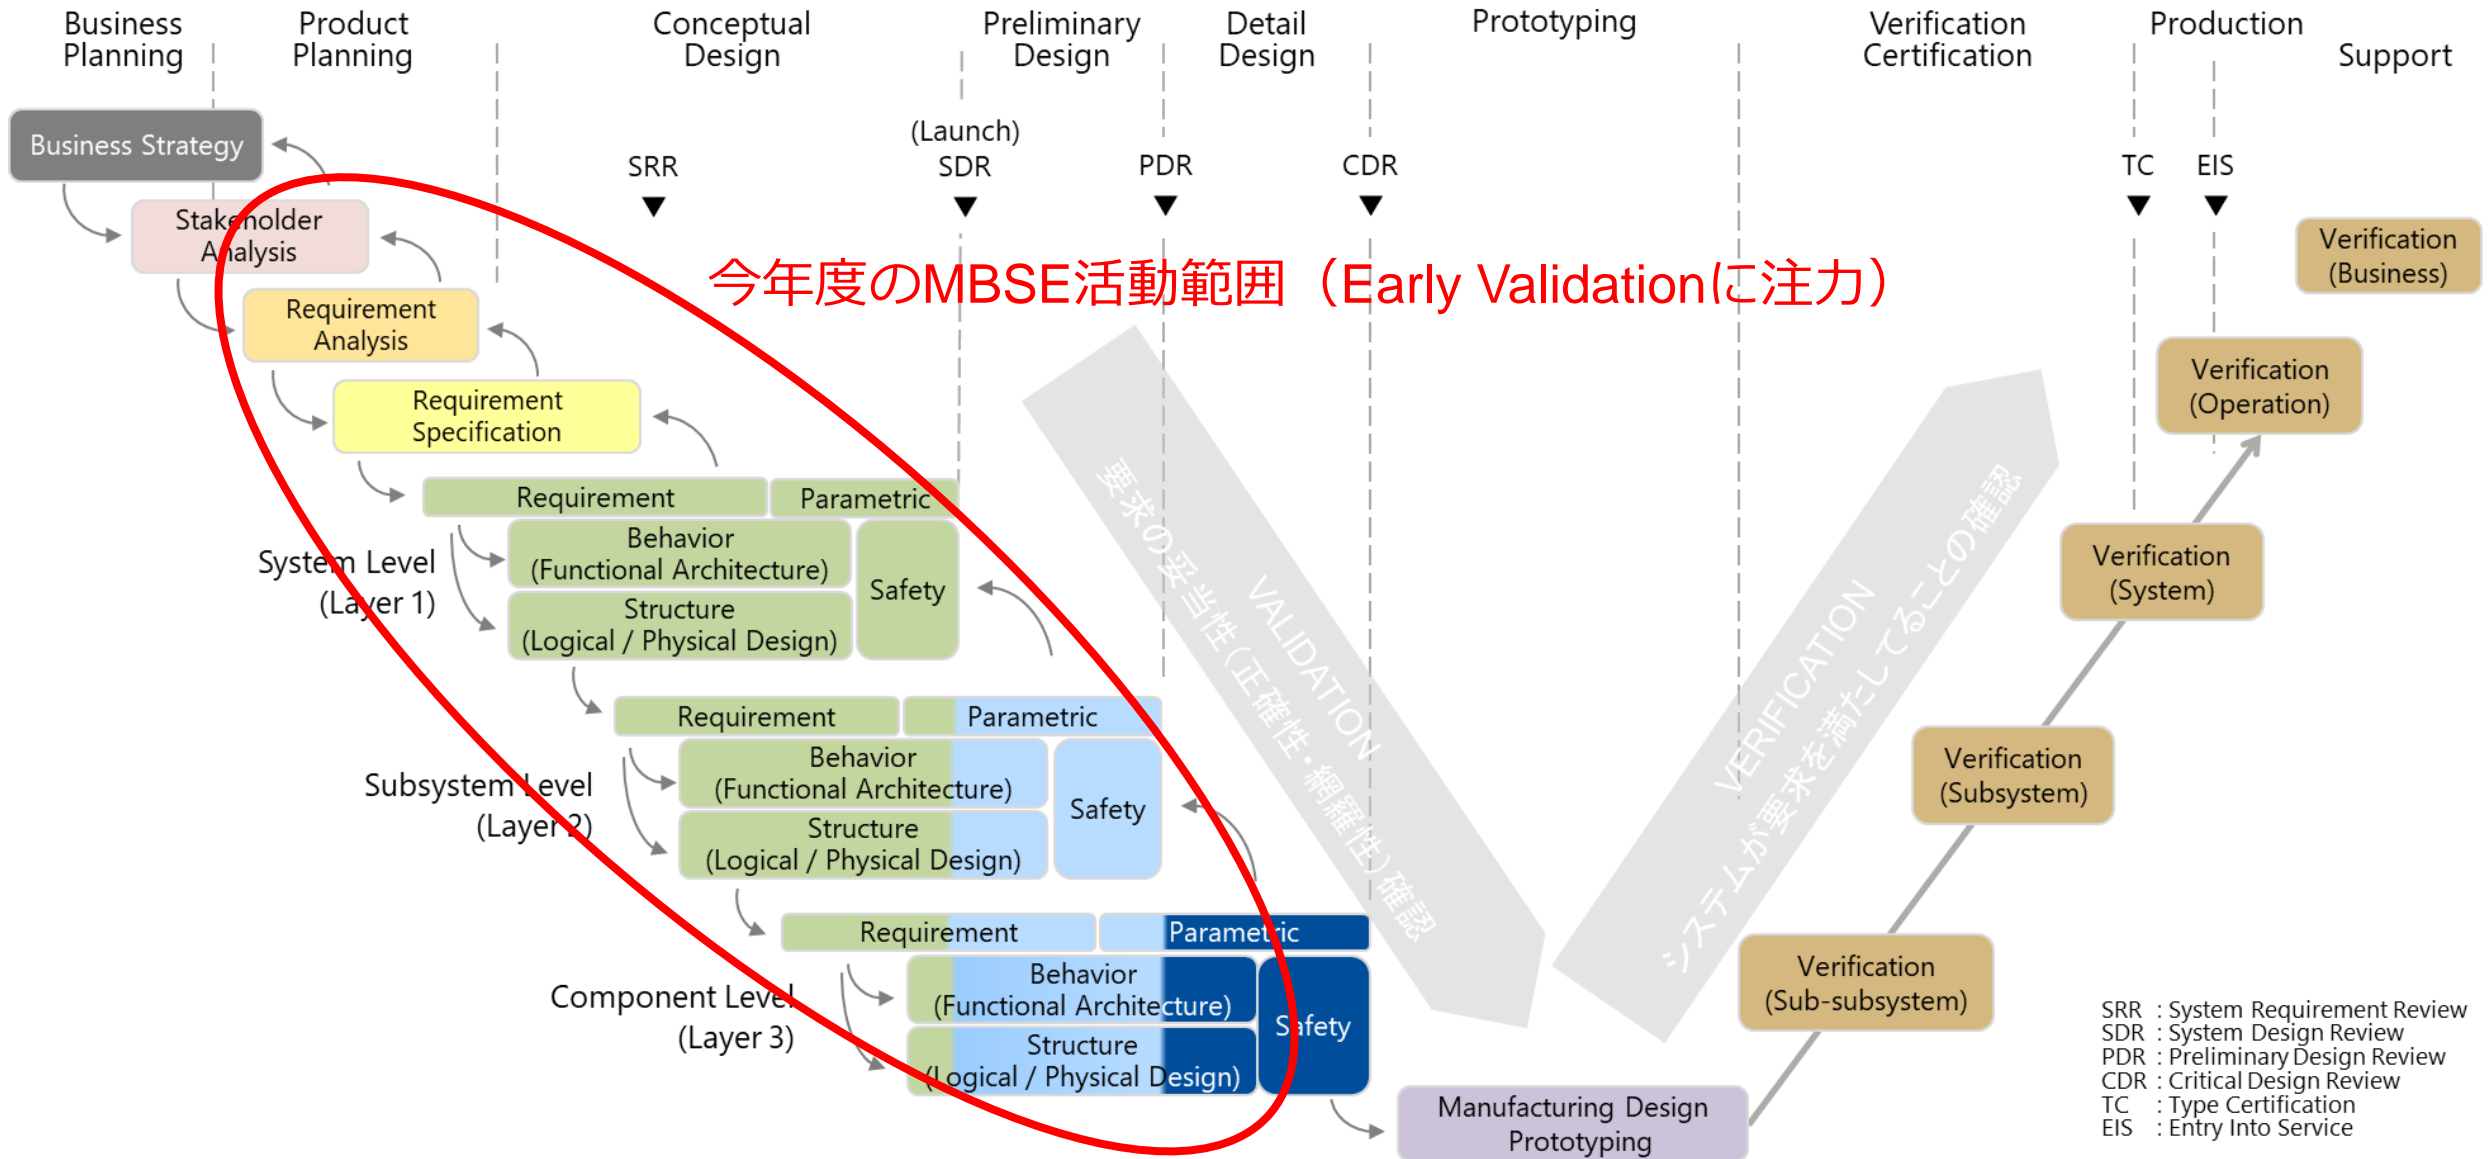 Business
Planning
Product
Planning
Conceptual
Design
Preliminary
Design
Detail
Design
Prototyping
Verification
Certification
Production
Support
(Launch)
SRR
SDR
PDR
CDR
TC
EIS
Business Strategy
Stakeholder
Analysis
Requirement
Analysis
Requirement
Specification
今年度のMBSE活動範囲（Early Validationに注力）
System Level
(Layer 1)
Requirement
Parametric
Behavior
(Functional Architecture)
Structure
(Logical / Physical Design)
Safety
Subsystem Level
(Layer 2)
Requirement
Parametric
Behavior
(Functional Architecture)
Structure
(Logical / Physical Design)
Safety
Component Level
(Layer 3)
Requirement
Parametric
Behavior
(Functional Architecture)
Structure
(Logical / Physical Design)
Safety
VALIDATION
要求の妥当性（正確性・網羅性）確認
VERIFICATION
システムが要求を満たしてることの確認
Manufacturing Design
Prototyping
Verification
(Sub-subsystem)
Verification
(Subsystem)
Verification
(System)
Verification
(Operation)
Verification
(Business)
SRR : System Requirement Review
SDR : System Design Review
PDR : Preliminary Design Review
CDR : Critical Design Review
TC : Type Certification
EIS : Entry Into Service